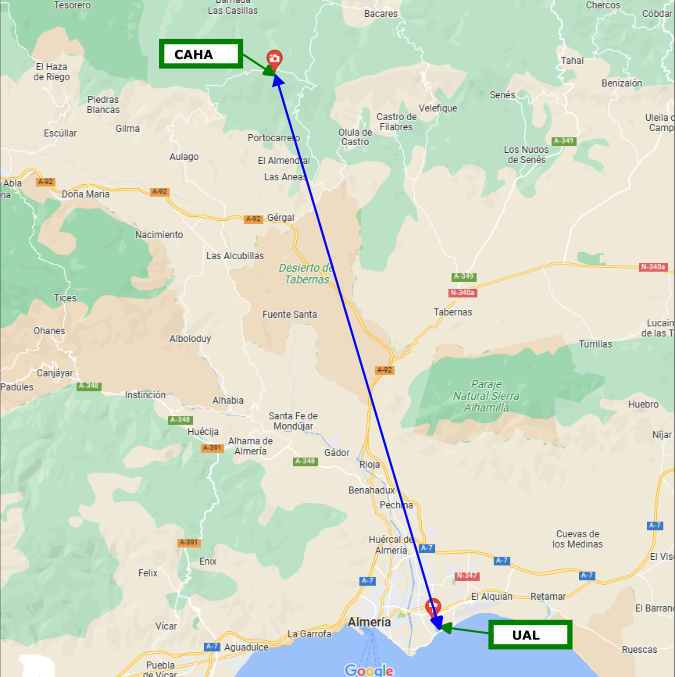 Tesorero
Barriada
Las Casillas
Bacares
Chercos
Cóbdar
CAHA
El Haza
de Riego
Tahal
Benizalón
Piedras
Blancas
Senés
Velefique
Castro de
Filabres
Uleila d
Camp
Escúllar
Gilma
Portocarrero
Olula de
Castro
A-349
Aulago
El Almendral
Los Nudos
de Senés
Las Aneas
Abla
na
A-92
Doña Maria
A-92
A-92
Gérgal
Nacimiento
Las Alcubillas
Desierto de
Tabernas
N-340a
A-349
N-340a
Tices
Fuente Santa
Tabernas
Ohanes
Alboloduy
Lucain
de las T
Turrillas
Canjáyar
Padules
A-348
Instinción
A-92
Paraje
Natural Sierra
Alhamilla
Alhabia
Huebro
A-348
Santa Fe de
Mondújar
Huécija
A-391
Alhama de
Almería
Níjar
Gádor
A-348
Rioja
Benahadux
Pechina
A-7
Huércal de
Almería
A-7
Cuevas de
los Medinas
A-391
Enix
A-7
El Vis
Felix
A-7
N-347
A-7
El Alquián
Retamar
El Barran
Vícar
Almería
La Garrofa
UAL
A-7
Aguadulce
Ruescas
Puebla
de Vícar
Google